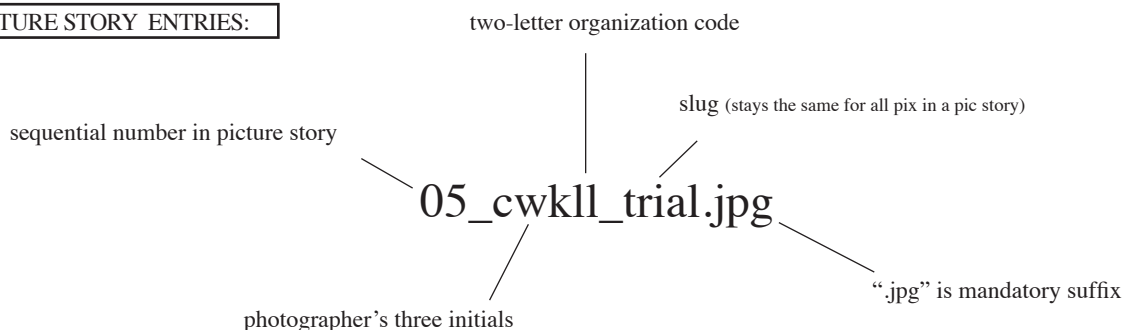 TURE STORY ENTRIES:
two-letter organization code
slug (stays the same for all pix in a pic story)
sequential number in picture story
05_cwkll_trial.jpg
“.jpg” is mandatory suffix
photographer’s three initials